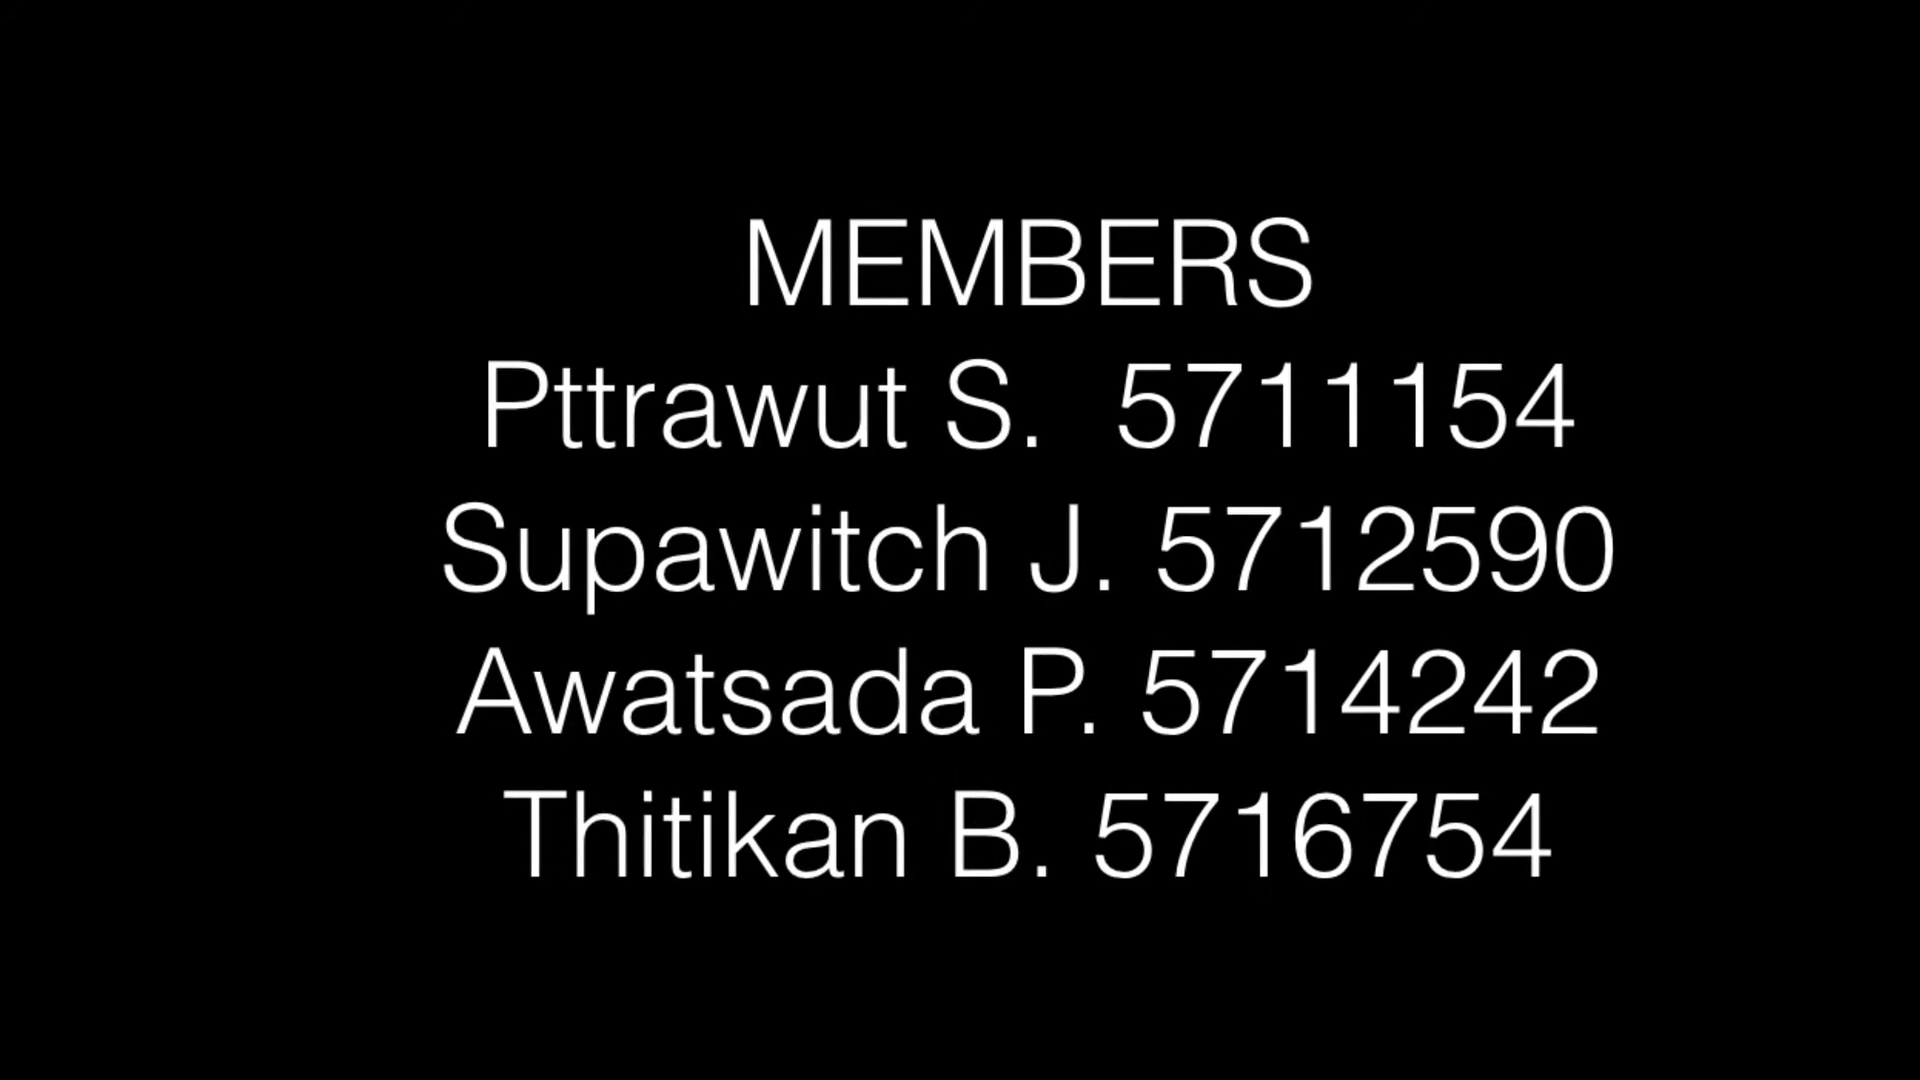 MEMBERS
Pttrawut S.  5711154
Supawitch J. 5712590
Awatsada P. 5714242
Thitikan B. 5716754